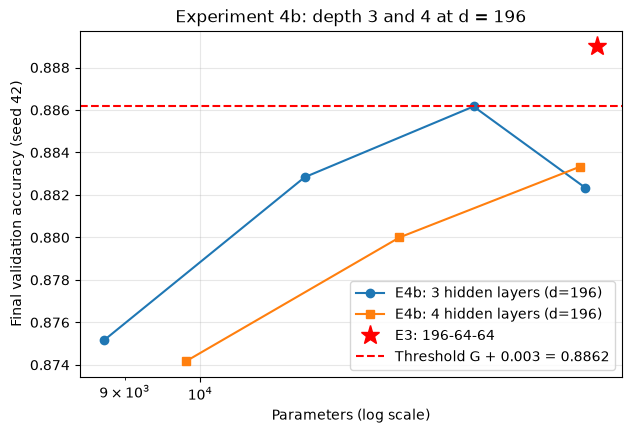 Experiment 4b: depth 3 and 4 at d = 196
Final validation accuracy (seed 42)
0.888
0.886
0.884
0.882
0.880
0.878
0.876
0.874
E4b: 3 hidden layers (d=196)
E4b: 4 hidden layers (d=196)
E3: 196-64-64
Threshold G + 0.003 = 0.8862
9 × 10³
10⁴
Parameters (log scale)